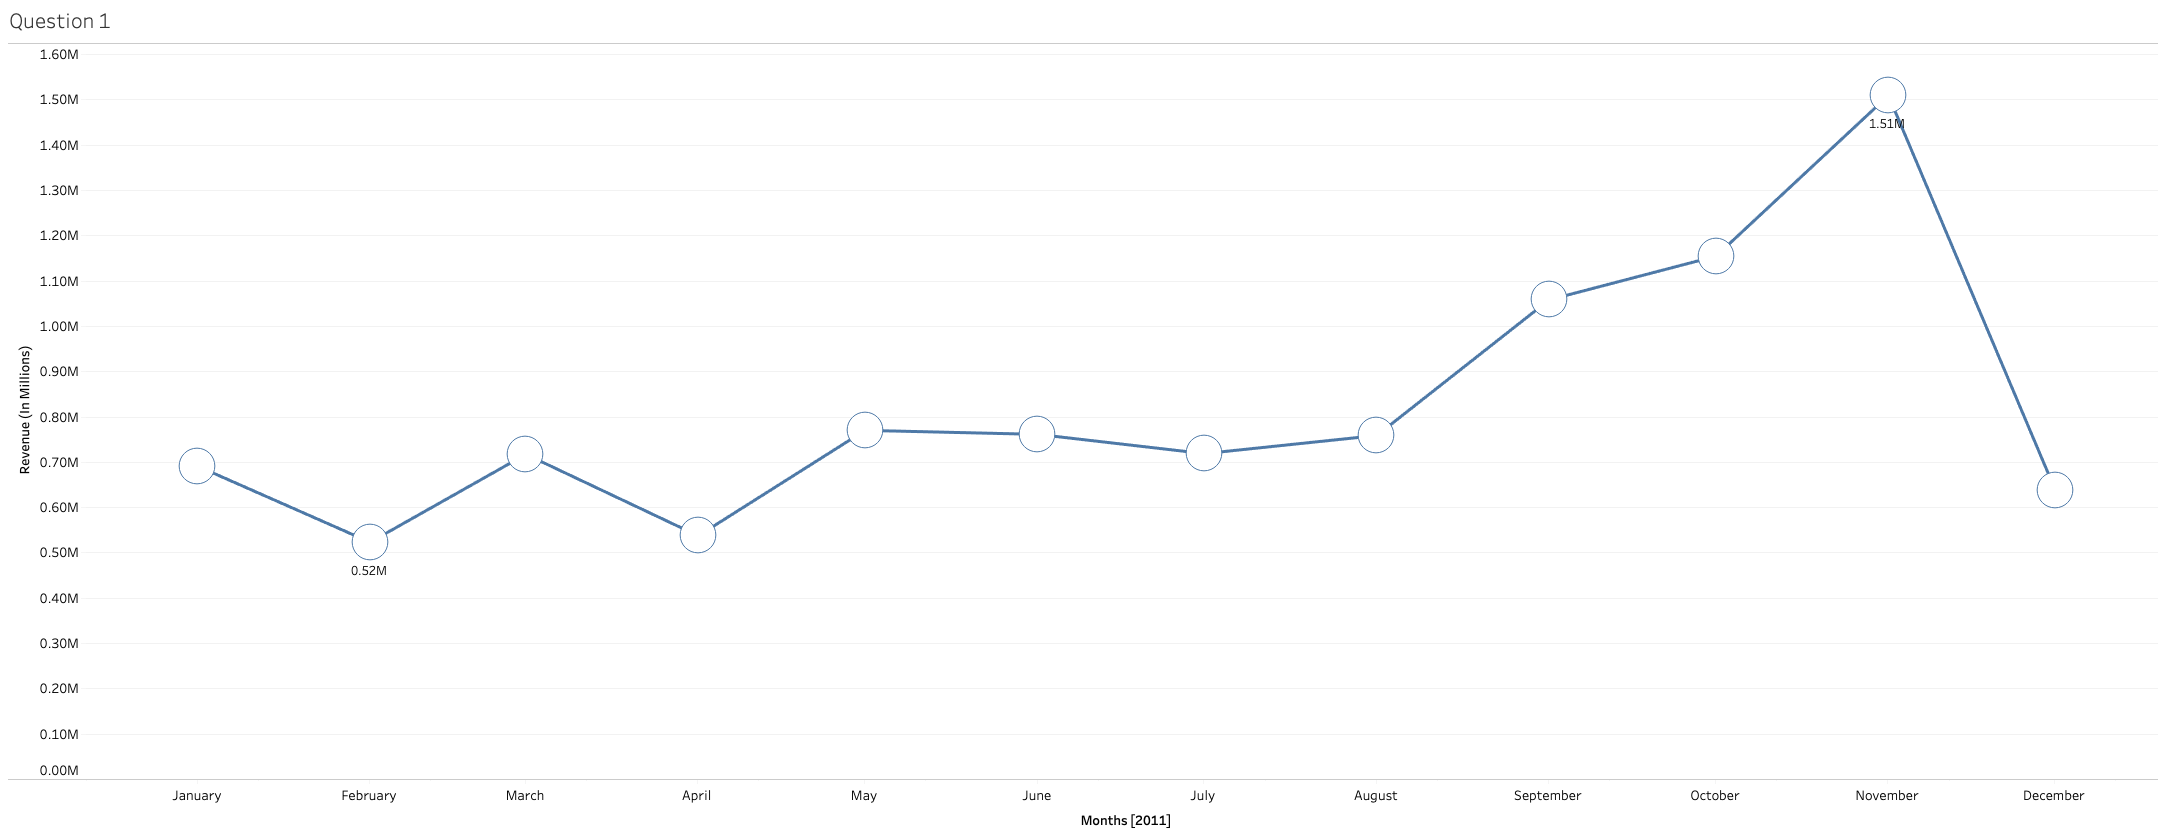 Question 1
1.60M
1.50M
1.40M
1.30M
1.20M
1.10M
1.00M
0.90M
0.80M
0.70M
0.60M
0.50M
0.40M
0.30M
0.20M
0.10M
0.00M
Revenue (In Millions)
1.51M
0.52M
January February March April May June July August September October November December
Months [2011]